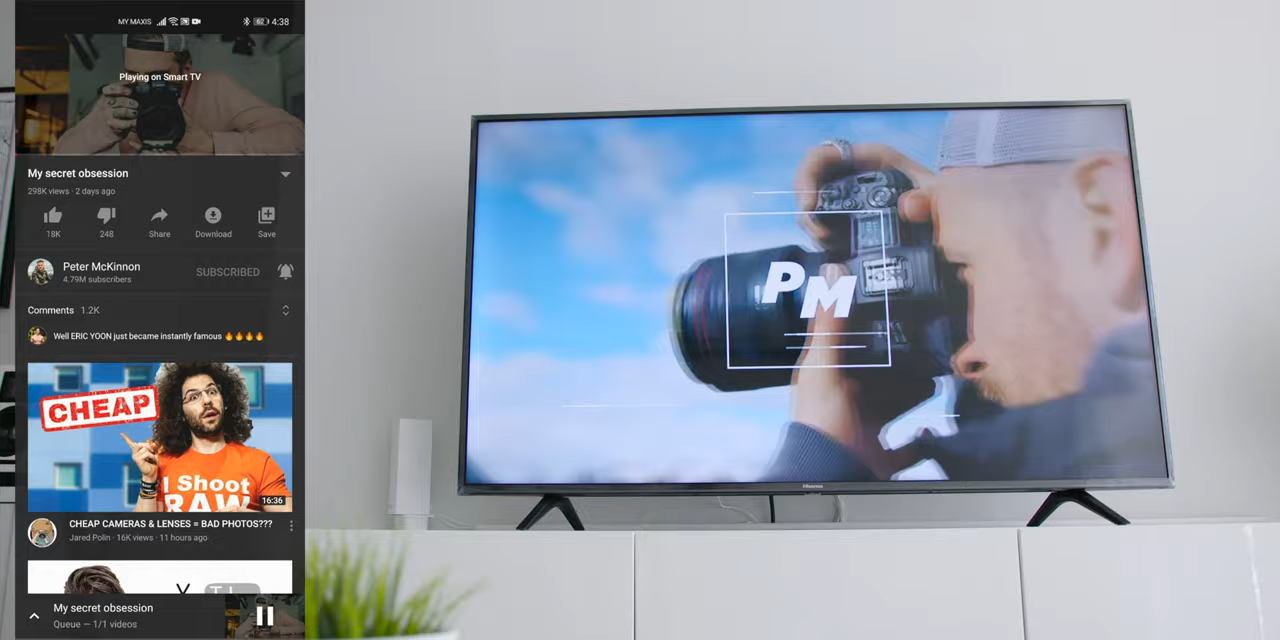 MY MAXIS
62
4:38
Playing on Smart TV
My secret obsession
298K views · 2 days ago
18K
248
Share
Download
Save
Peter McKinnon
4.79M subscribers
SUBSCRIBED
Comments 1.2K
Well ERIC YOON just became instantly famous 🔥🔥🔥🔥
CHEAP
I Shoot
RAW
16:36
CHEAP CAMERAS & LENSES = BAD PHOTOS???
Jared Polin · 16K views · 11 hours ago
My secret obsession
Queue — 1/1 videos
PM
Hisense